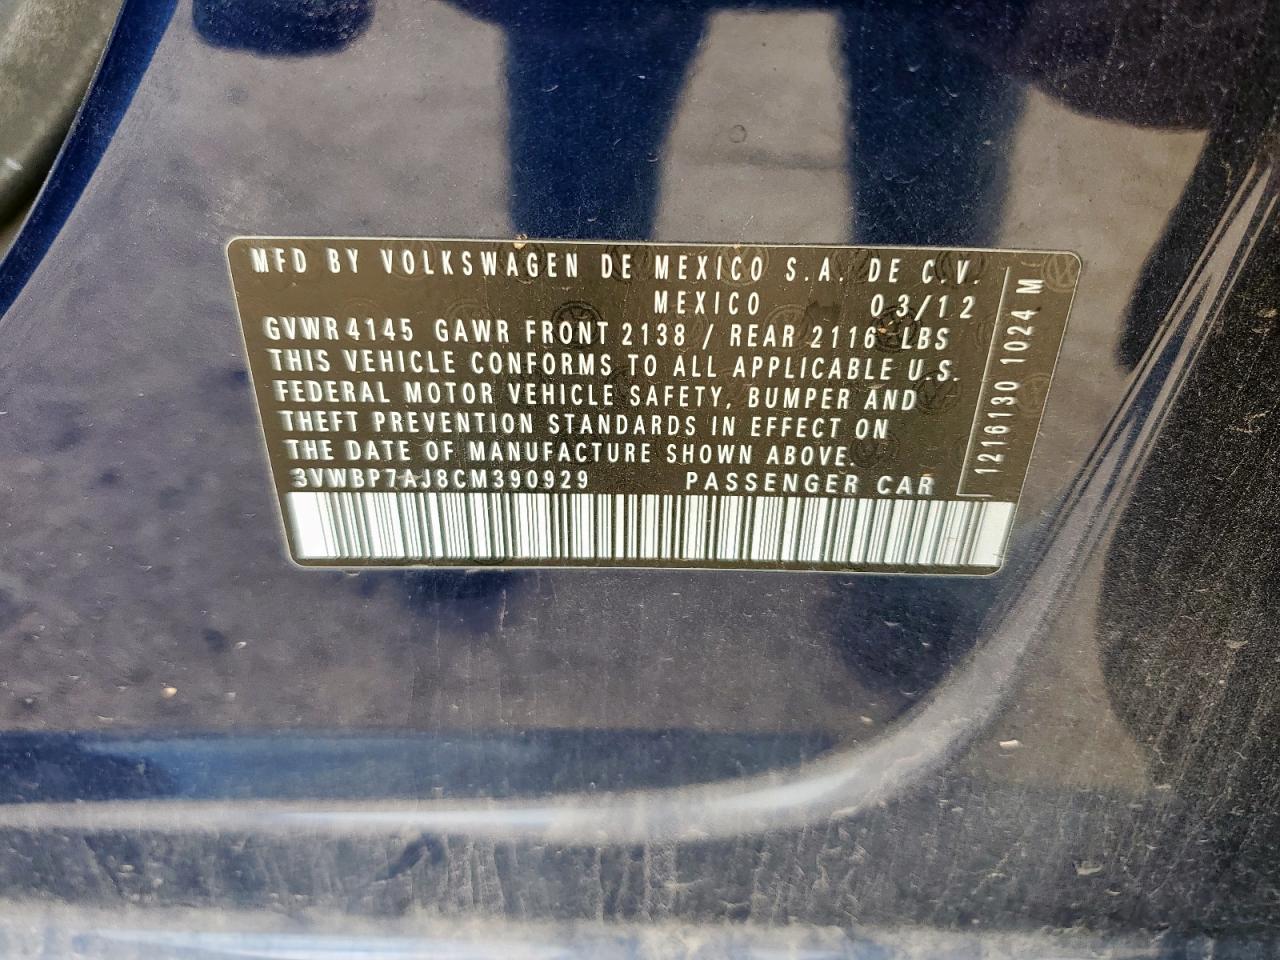 MFD BY VOLKSWAGEN DE MEXICO S.A. DE C.V.
MEXICO 03/12
GVWR 4145 GAWR FRONT 2138 / REAR 2116 LBS
THIS VEHICLE CONFORMS TO ALL APPLICABLE U.S.
FEDERAL MOTOR VEHICLE SAFETY, BUMPER AND
THEFT PREVENTION STANDARDS IN EFFECT ON
THE DATE OF MANUFACTURE SHOWN ABOVE.
3VWBP7AJ8CM390929 PASSENGER CAR
1216130 1024 M